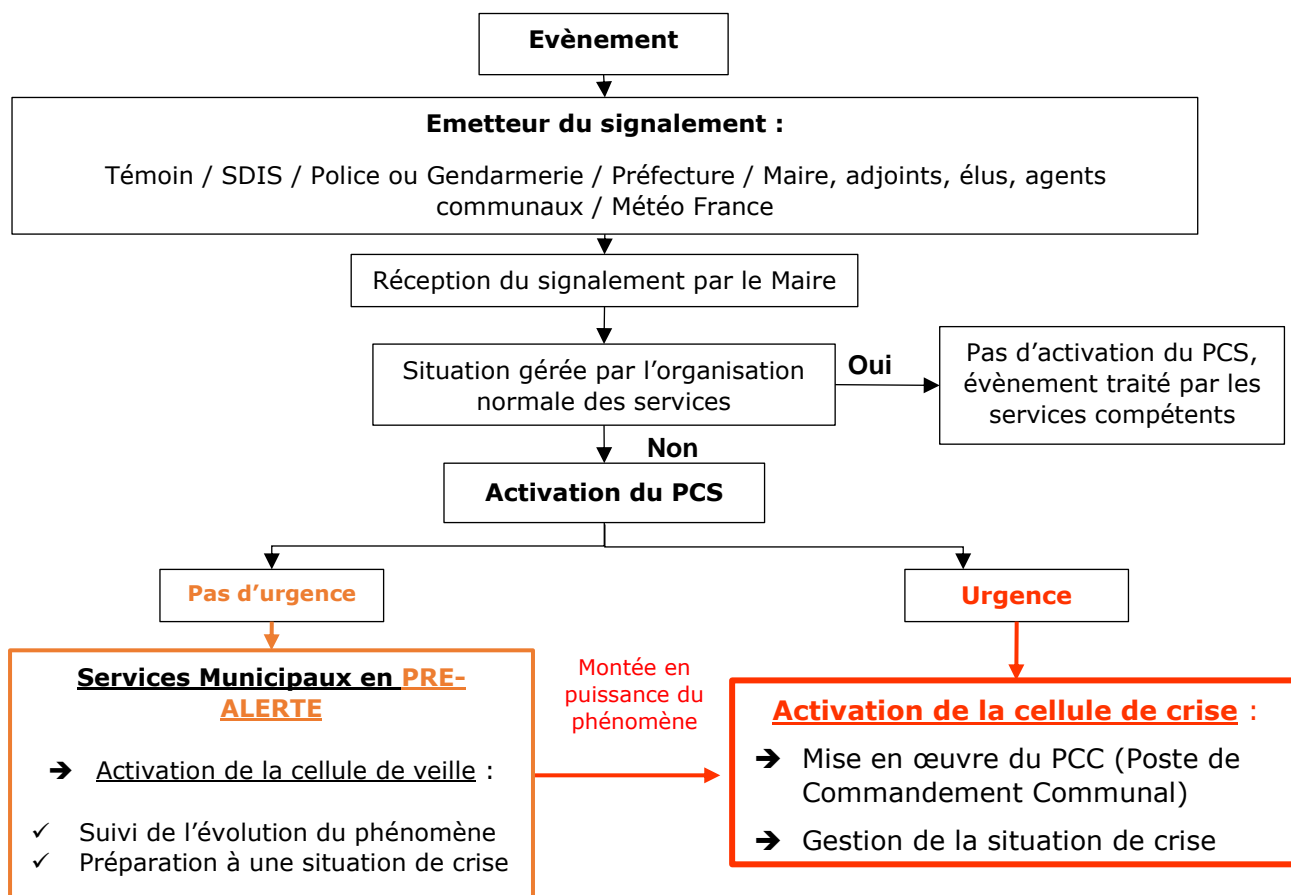 Evènement
Emetteur du signalement :
Témoin / SDIS / Police ou Gendarmerie / Préfecture / Maire, adjoints, élus, agents
communaux / Météo France
Réception du signalement par le Maire
Situation gérée par l’organisation
normale des services
Oui
Pas d’activation du PCS,
évènement traité par les
services compétents
Non
Activation du PCS
Pas d’urgence
Urgence
Services Municipaux en PRE-
ALERTE
➔ Activation de la cellule de veille :
✓ Suivi de l’évolution du phénomène
✓ Préparation à une situation de crise
Montée en
puissance du
phénomène
Activation de la cellule de crise :
➔ Mise en œuvre du PCC (Poste de
Commandement Communal)
➔ Gestion de la situation de crise